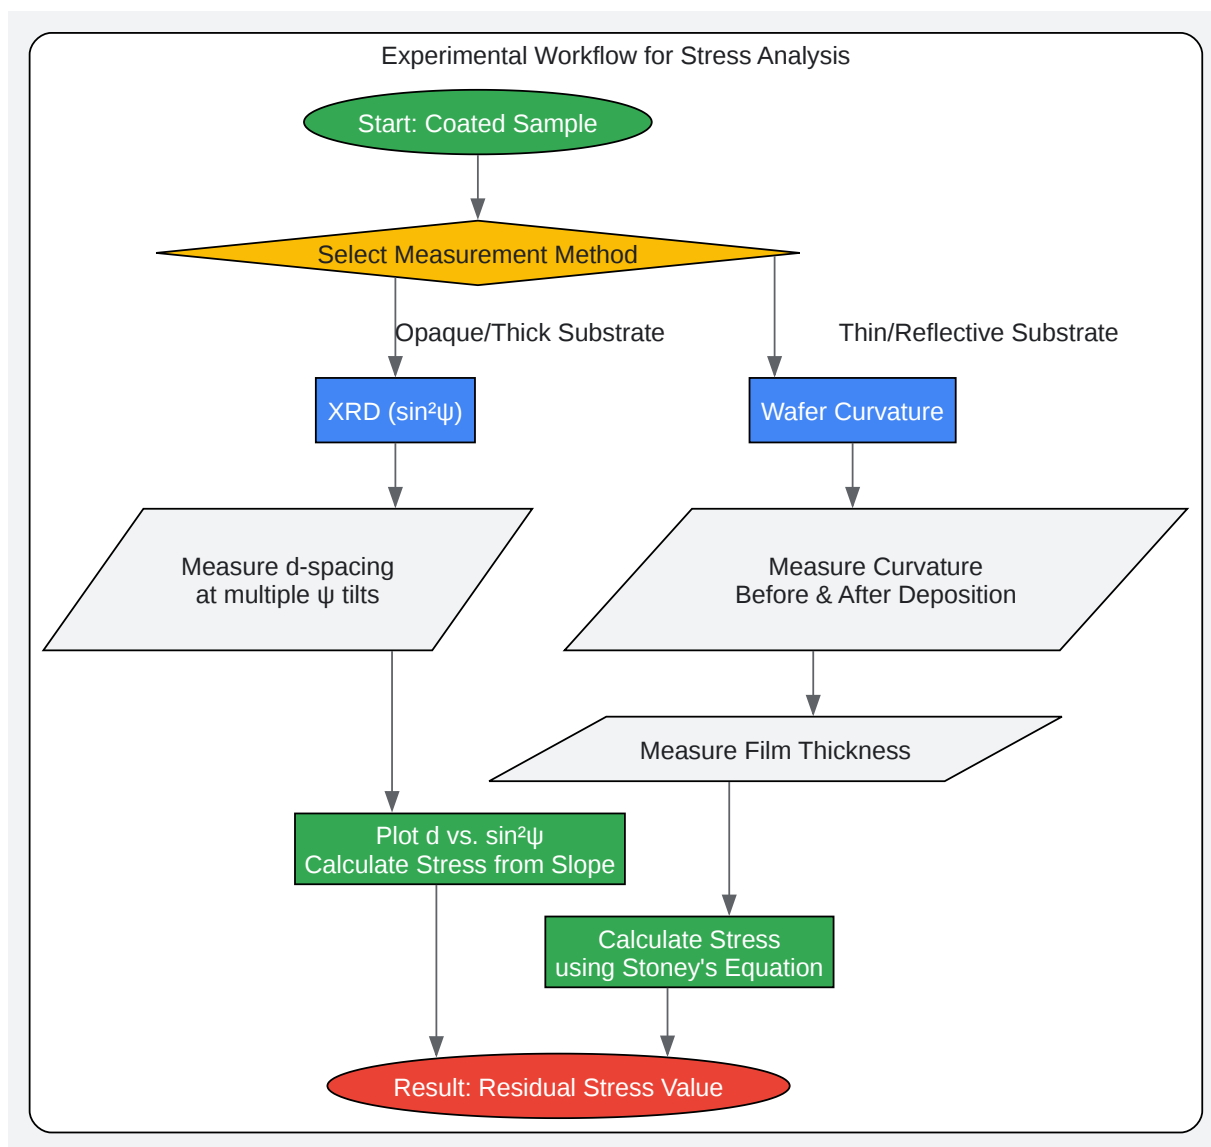 Experimental Workflow for Stress Analysis
Start: Coated Sample
Select Measurement Method
Opaque/Thick Substrate
Thin/Reflective Substrate
XRD (sin²ψ)
Wafer Curvature
Measure d-spacing
at multiple ψ tilts
Measure Curvature
Before & After Deposition
Measure Film Thickness
Plot d vs. sin²ψ
Calculate Stress from Slope
Calculate Stress
using Stoney's Equation
Result: Residual Stress Value